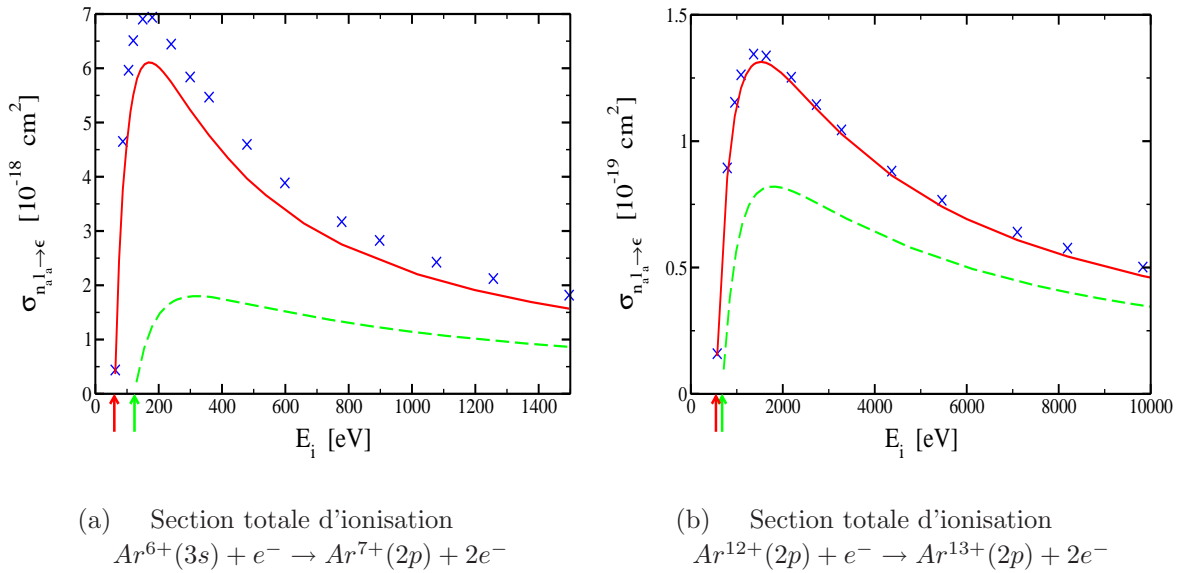 7
6
5
4
3
2
1
0
σ_{n_a l_a→ϵ} [10^{-18} cm^2]
0 200 400 600 800 1000 1200 1400
E_i [eV]
1.5
1
0.5
0
σ_{n_a l_a→ϵ} [10^{-19} cm^2]
0 2000 4000 6000 8000 10000
E_i [eV]
(a) Section totale d'ionisation
Ar^{6+}(3s) + e^- → Ar^{7+}(2p) + 2e^-
(b) Section totale d'ionisation
Ar^{12+}(2p) + e^- → Ar^{13+}(2p) + 2e^-